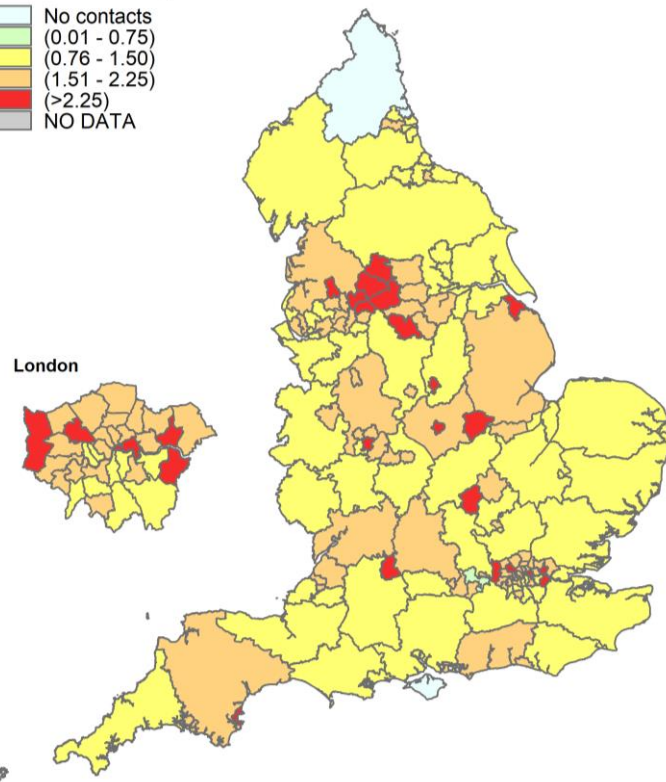 No contacts
(0.01 - 0.75)
(0.76 - 1.50)
(1.51 - 2.25)
(>2.25)
NO DATA
London